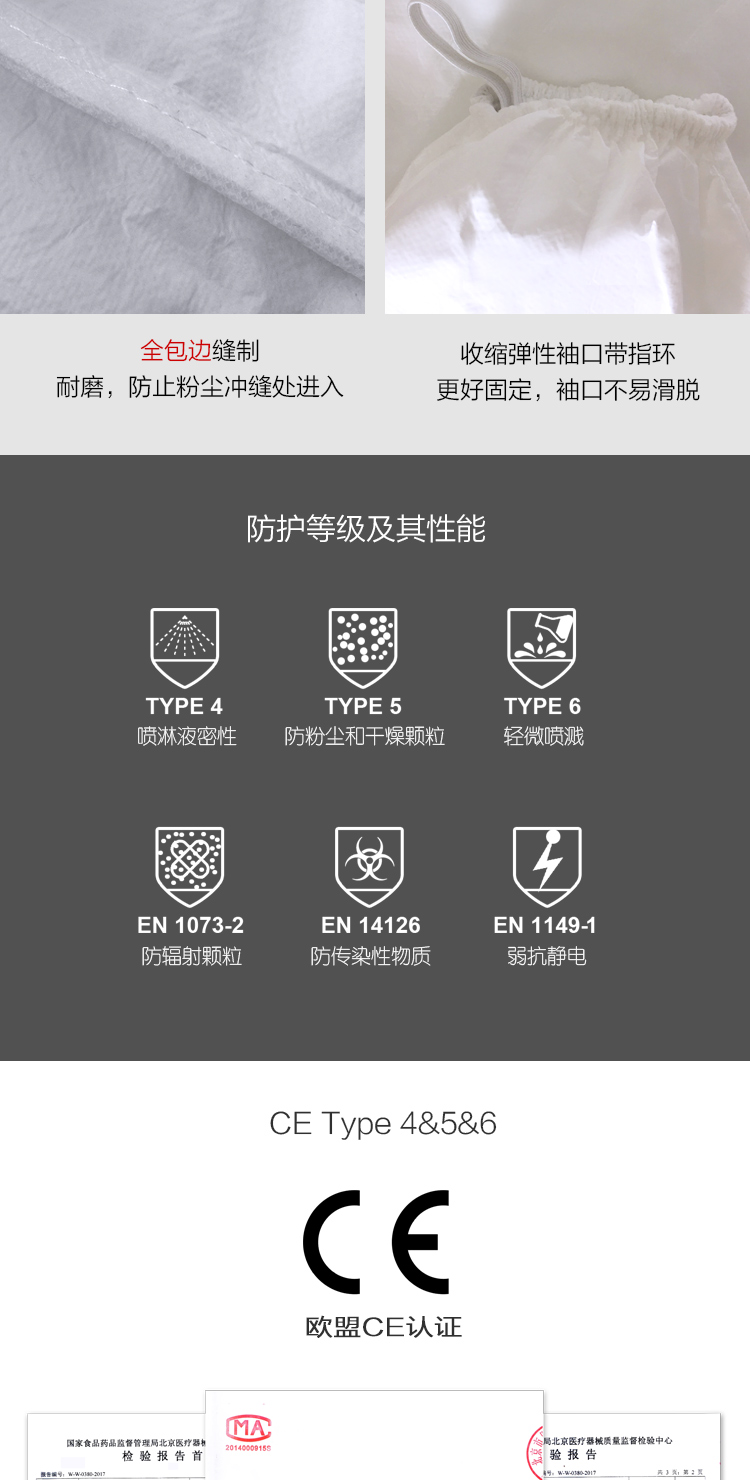 全包边缝制
耐磨，防止粉尘冲缝处进入
收缩弹性袖口带指环
更好固定，袖口不易滑脱
防护等级及其性能
TYPE 4
喷淋液密性
TYPE 5
防粉尘和干燥颗粒
TYPE 6
轻微喷溅
EN 1073-2
防辐射颗粒
EN 14126
防传染性物质
EN 1149-1
弱抗静电
CE Type 4&5&6
CE
欧盟CE认证
国家食品药品监督管理局北京医疗器械
检验报告首
报告编号：W-W-0380-2017
MA
20140009155
局北京医疗器械质量监督检验中心
验报告
号：W-W-0380-2017
共 3 页；第 2 页